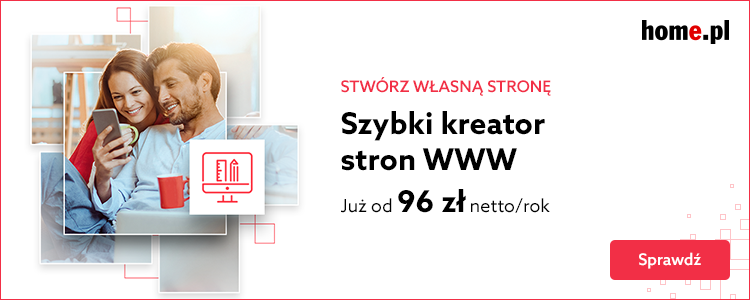 home.pl
STWÓRZ WŁASNĄ STRONĘ
Szybki kreator
stron WWW
Już od 96 zł netto/rok
Sprawdź